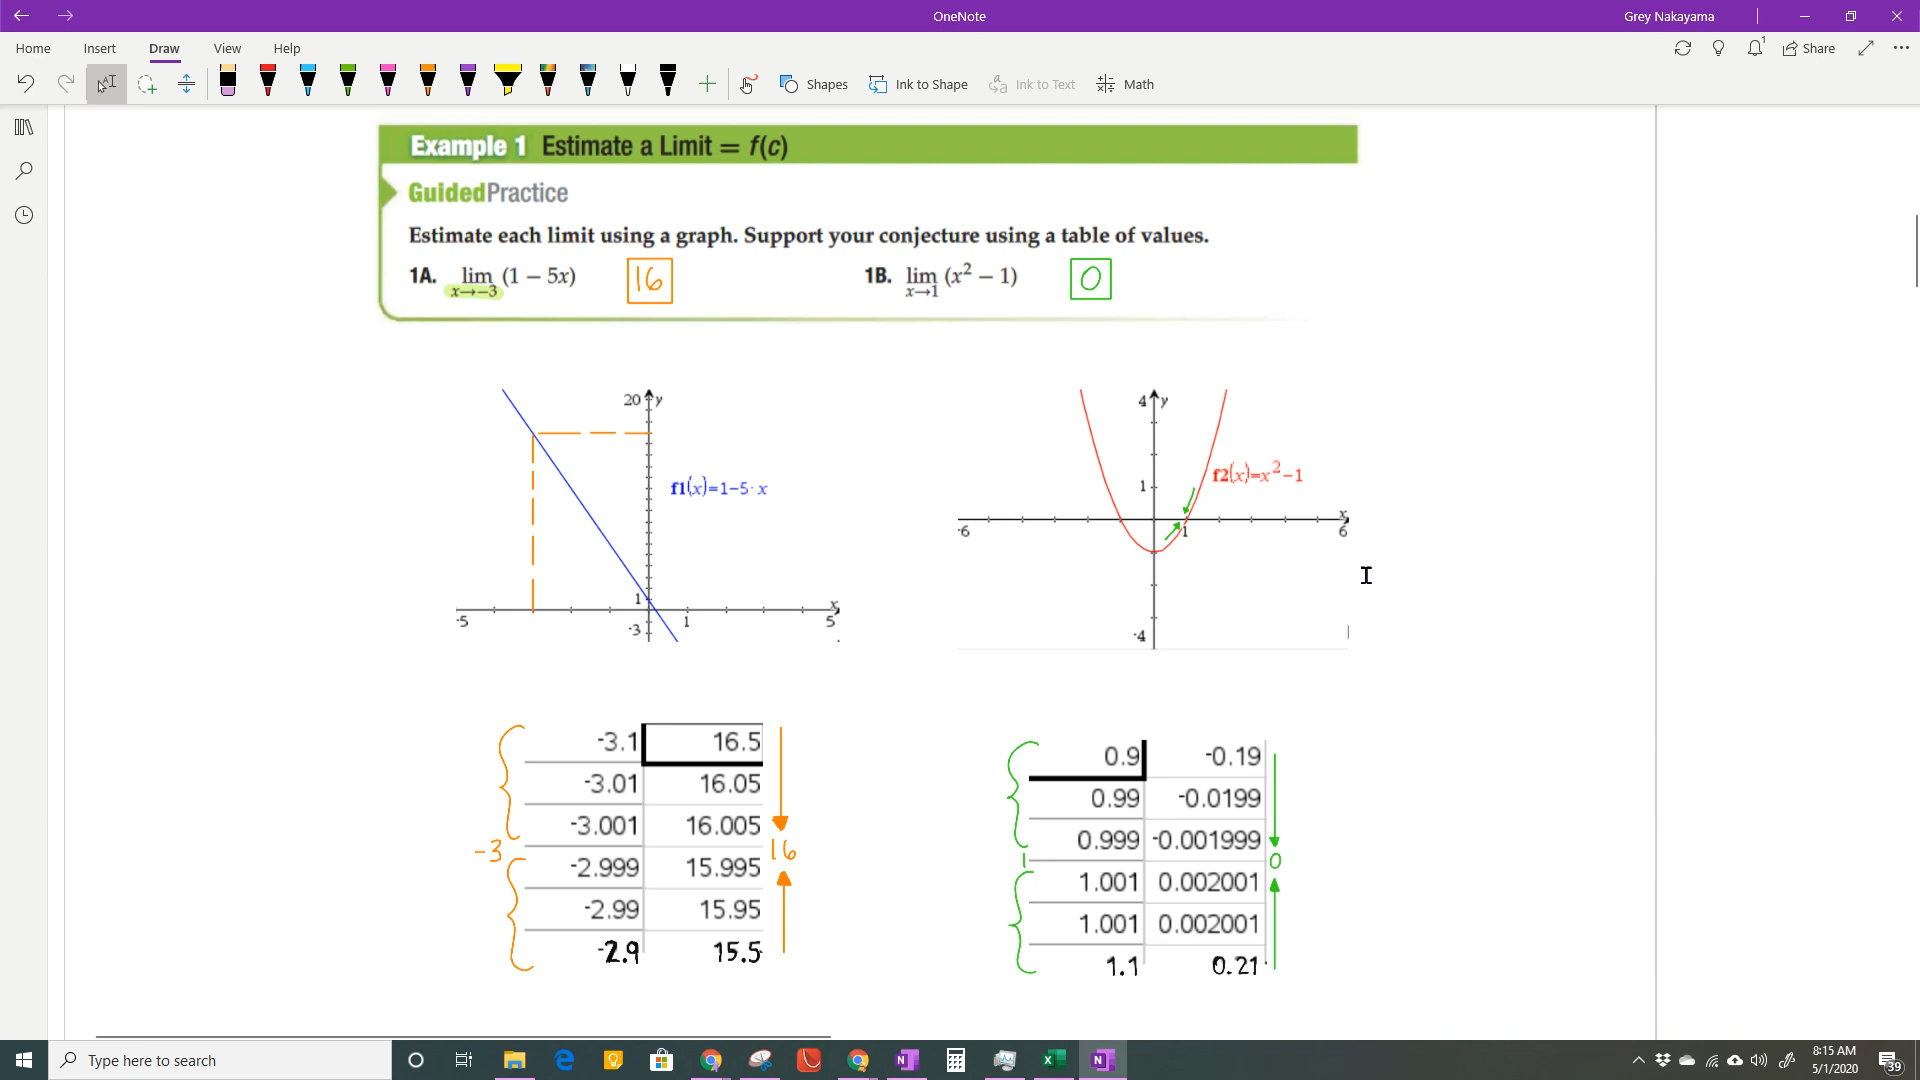 OneNote
Grey Nakayama
Home Insert Draw View Help
1
Share
Shapes
Ink to Shape
Ink to Text
Math
Example 1 Estimate a Limit = f(c)
GuidedPractice
Estimate each limit using a graph. Support your conjecture using a table of values.
1A. lim x→−3 (1 − 5x) 16
1B. lim x→1 (x² − 1) 0
20 y
f1(x)=1−5·x
1
x
-5 1 5
-3
4 y
f2(x)=x²−1
1
x
-6 1 6
-4
-3.1 16.5
-3.01 16.05
-3.001 16.005
-3 16
-2.999 15.995
-2.99 15.95
-2.9 15.5
0.9 -0.19
0.99 -0.0199
0.999 -0.001999
1 0
1.001 0.002001
1.001 0.002001
1.1 0.21
Type here to search
8:15 AM
5/1/2020
39